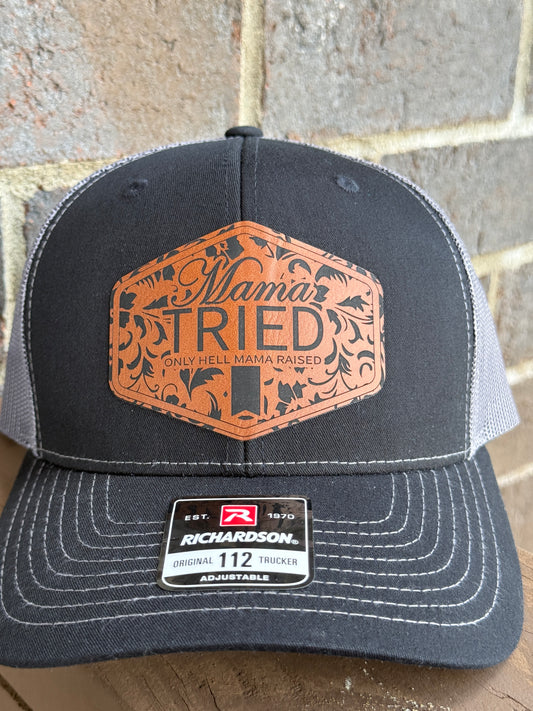 Mama
TRIED
ONLY HELL MAMA RAISED
EST. R 1970
RICHARDSON®
ORIGINAL 112 TRUCKER
ADJUSTABLE